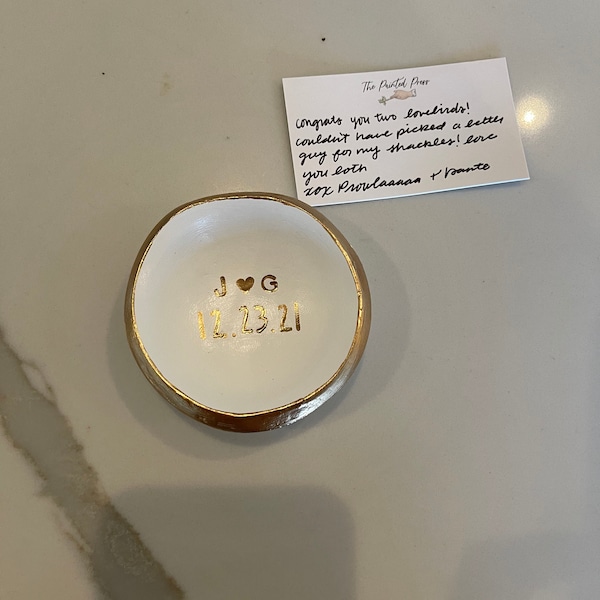 The Painted Press
congrats you two lovebirds!
couldn't have picked a better
guy for my shackles! love
you both
xox + Dante
J ♥ G
12.23.21